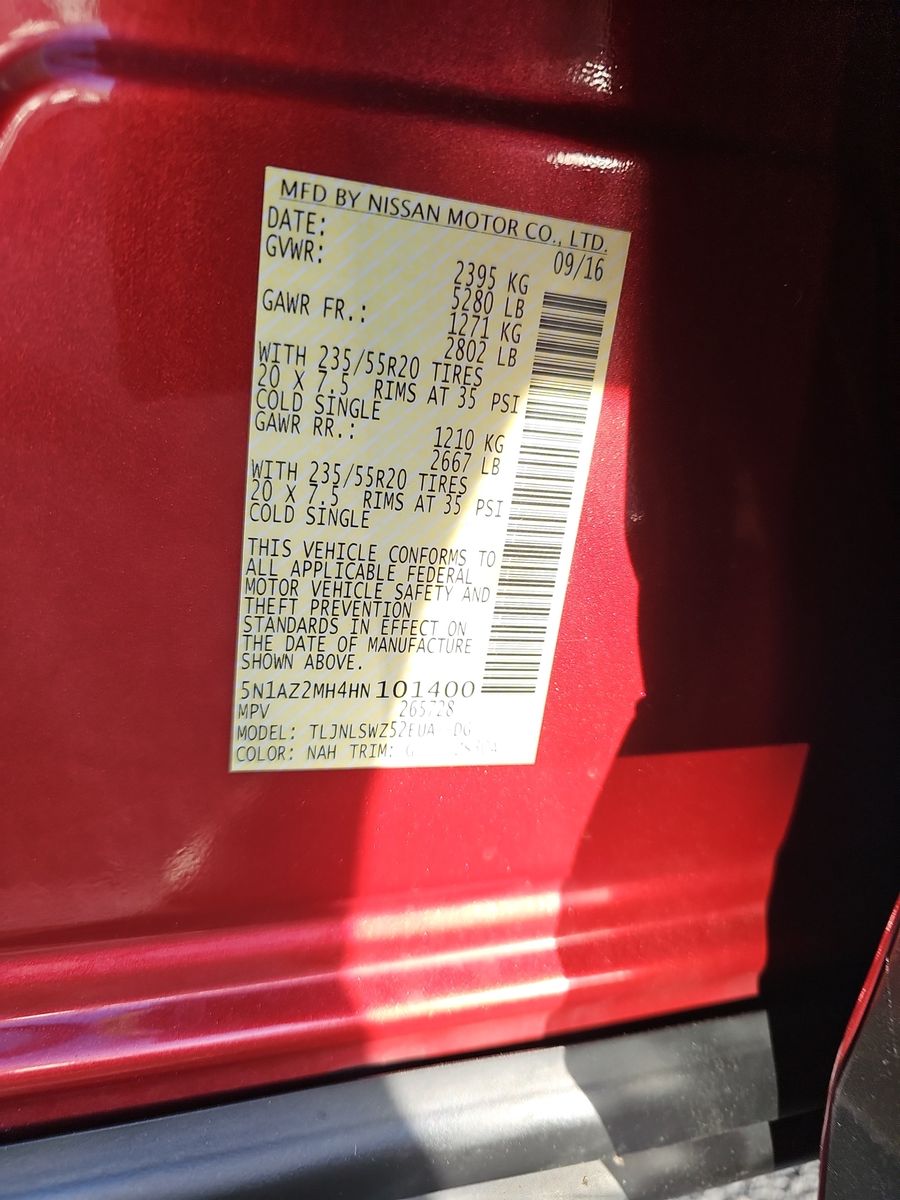 MFD BY NISSAN MOTOR CO., LTD.
DATE: 09/16
GVWR: 2395 KG
5280 LB
GAWR FR.: 1271 KG
2802 LB
WITH 235/55R20 TIRES
20 X 7.5 RIMS AT 35 PSI
COLD SINGLE
GAWR RR.: 1210 KG
2667 LB
WITH 235/55R20 TIRES
20 X 7.5 RIMS AT 35 PSI
COLD SINGLE
THIS VEHICLE CONFORMS TO
ALL APPLICABLE FEDERAL
MOTOR VEHICLE SAFETY AND
THEFT PREVENTION
STANDARDS IN EFFECT ON
THE DATE OF MANUFACTURE
SHOWN ABOVE.
5N1AZ2MH4HN101400
MPV 265728
MODEL: TLJNLSWZ52EUA
COLOR: NAH TRIM: